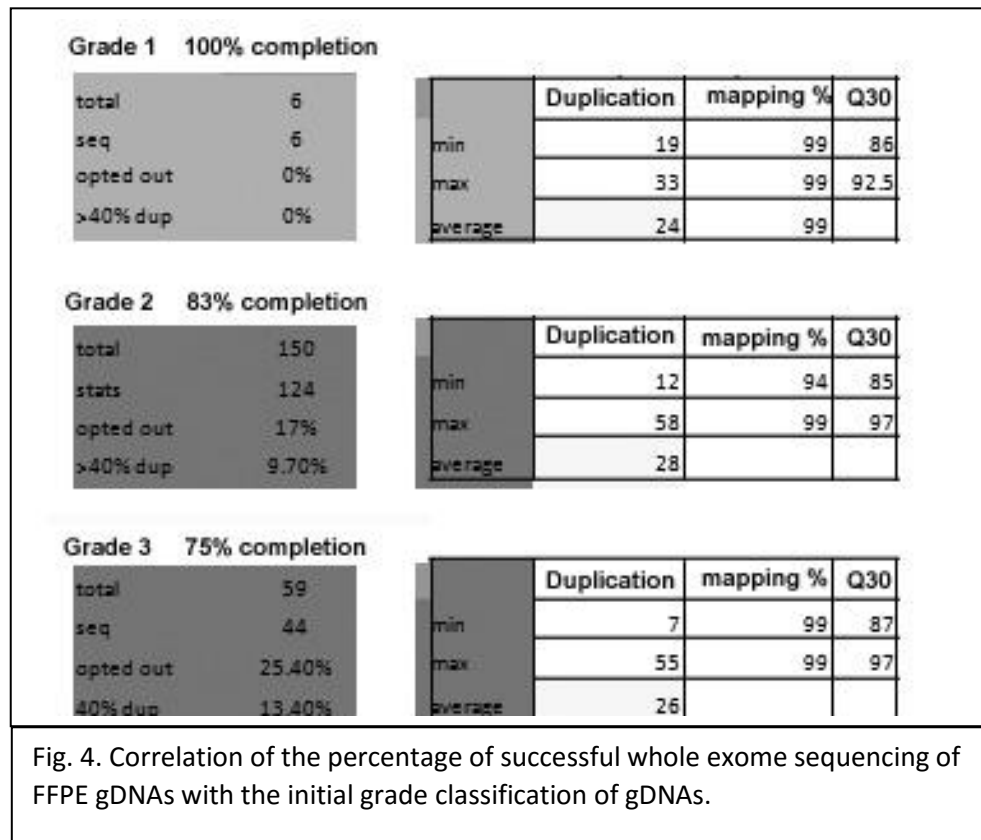 Grade 1 100% completion
total 6
seq 6
opted out 0%
>40% dup 0%
Duplication mapping % Q30
min 19 99 86
max 33 99 92.5
average 24 99
Grade 2 83% completion
total 150
stats 124
opted out 17%
>40% dup 9.70%
Duplication mapping % Q30
min 12 94 85
max 58 99 97
average 28
Grade 3 75% completion
total 59
seq 44
opted out 25.40%
40% dup 13.40%
Duplication mapping % Q30
min 7 99 87
max 55 99 97
average 26
Fig. 4. Correlation of the percentage of successful whole exome sequencing of
FFPE gDNAs with the initial grade classification of gDNAs.